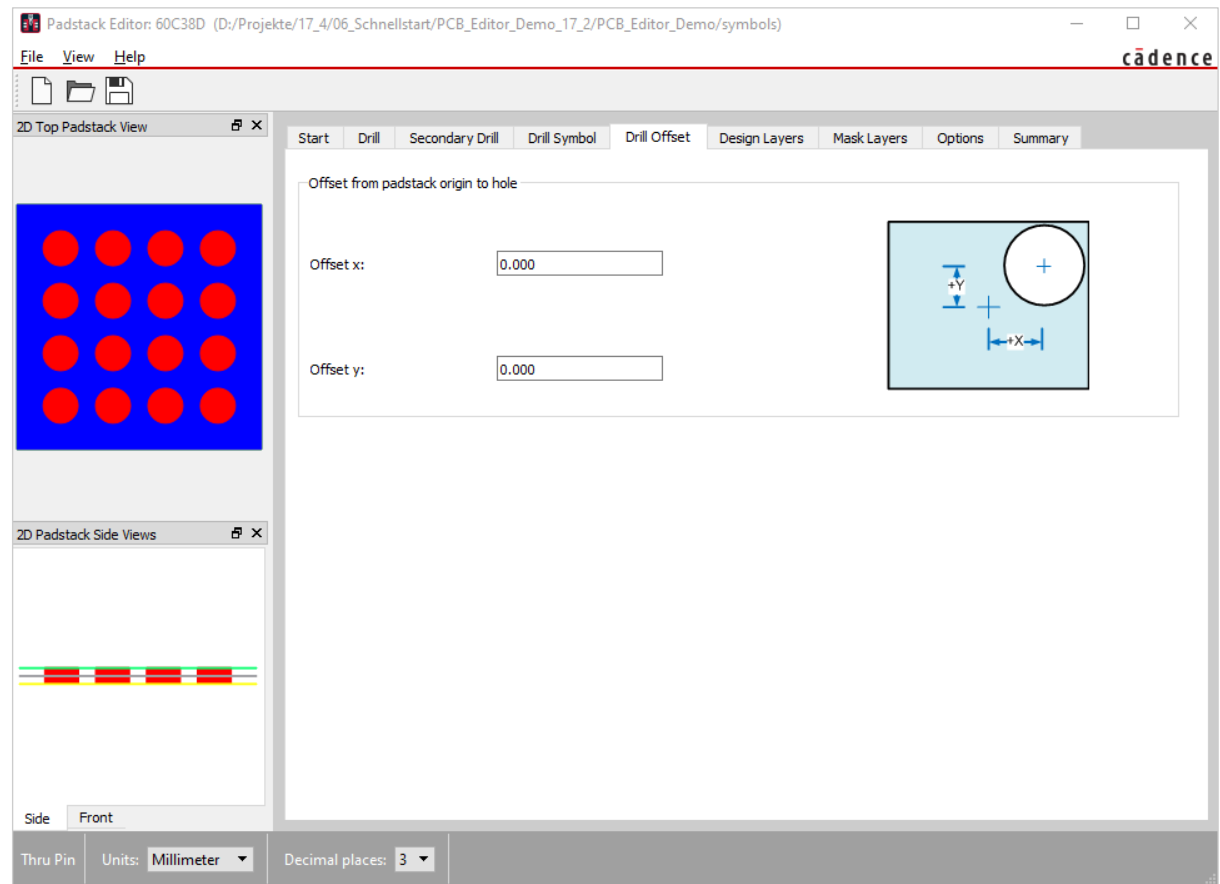 Padstack Editor: 60C38D (D:/Projekte/17_4/06_Schnellstart/PCB_Editor_Demo_17_2/PCB_Editor_Demo/symbols)
File View Help
cādence
2D Top Padstack View
Start Drill Secondary Drill Drill Symbol Drill Offset Design Layers Mask Layers Options Summary
Offset from padstack origin to hole
Offset x: 0.000
+Y
+X
Offset y: 0.000
2D Padstack Side Views
Side Front
Thru Pin Units: Millimeter Decimal places: 3